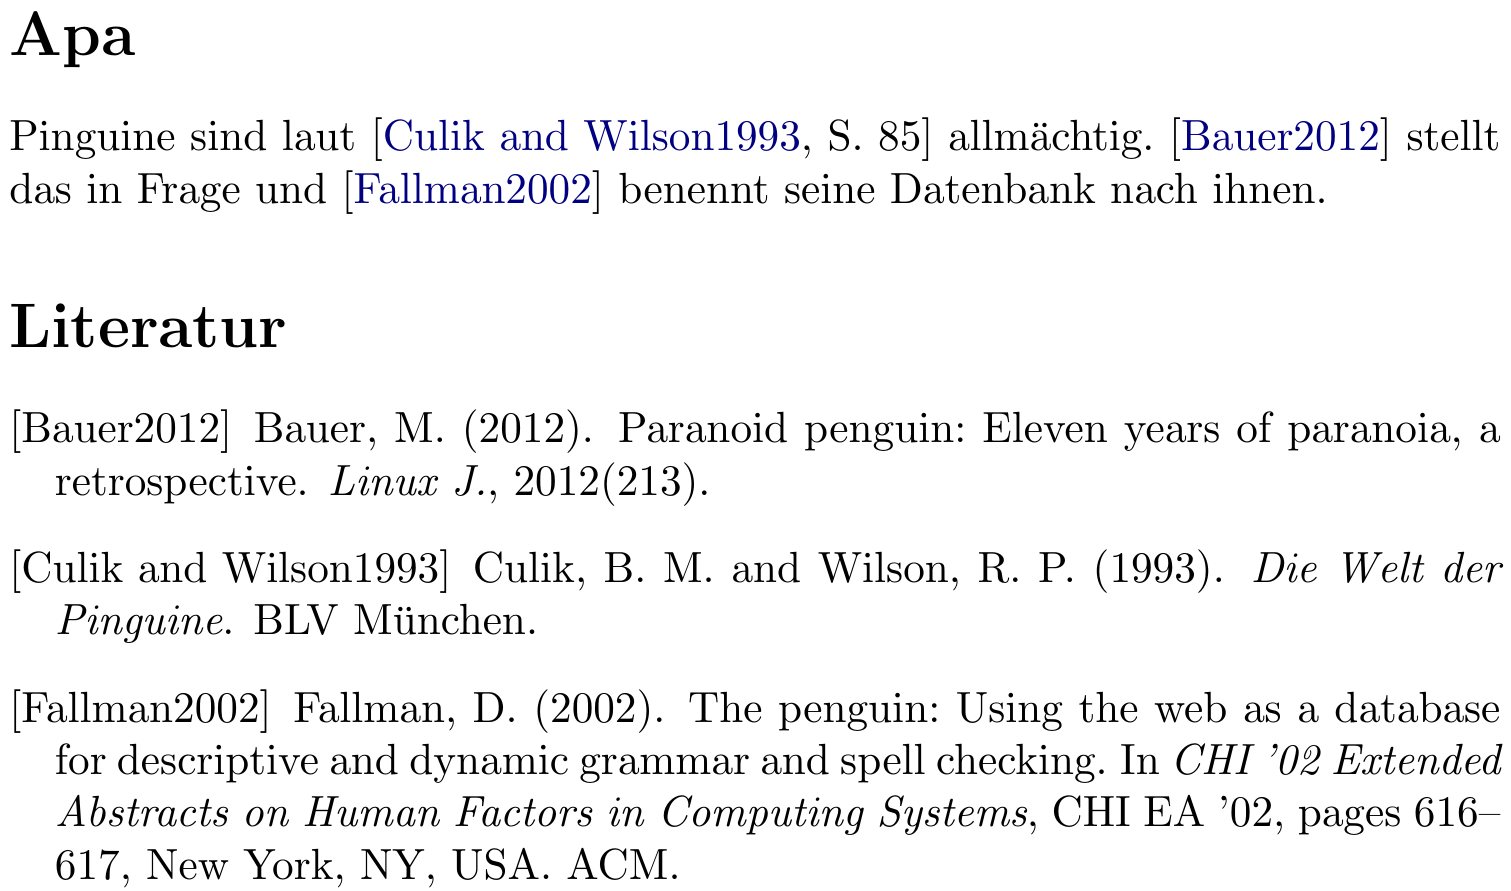 Apa
Pinguine sind laut [Culik and Wilson1993, S. 85] allmächtig. [Bauer2012] stellt
das in Frage und [Fallman2002] benennt seine Datenbank nach ihnen.
Literatur
[Bauer2012] Bauer, M. (2012). Paranoid penguin: Eleven years of paranoia, a
retrospective. Linux J., 2012(213).
[Culik and Wilson1993] Culik, B. M. and Wilson, R. P. (1993). Die Welt der
Pinguine. BLV München.
[Fallman2002] Fallman, D. (2002). The penguin: Using the web as a database
for descriptive and dynamic grammar and spell checking. In CHI ’02 Extended
Abstracts on Human Factors in Computing Systems, CHI EA ’02, pages 616–
617, New York, NY, USA. ACM.